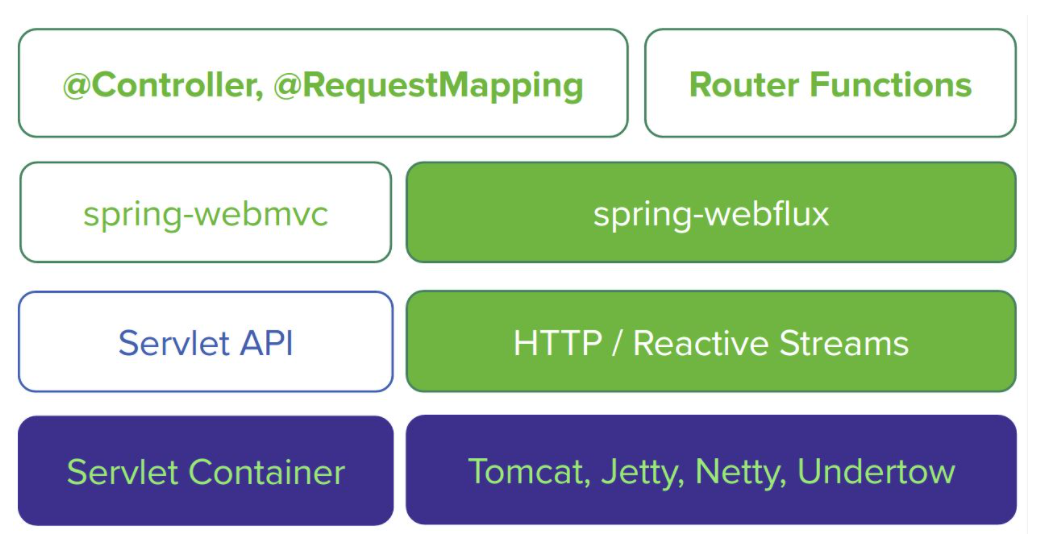 @Controller, @RequestMapping
Router Functions
spring-webmvc
spring-webflux
Servlet API
HTTP / Reactive Streams
Servlet Container
Tomcat, Jetty, Netty, Undertow